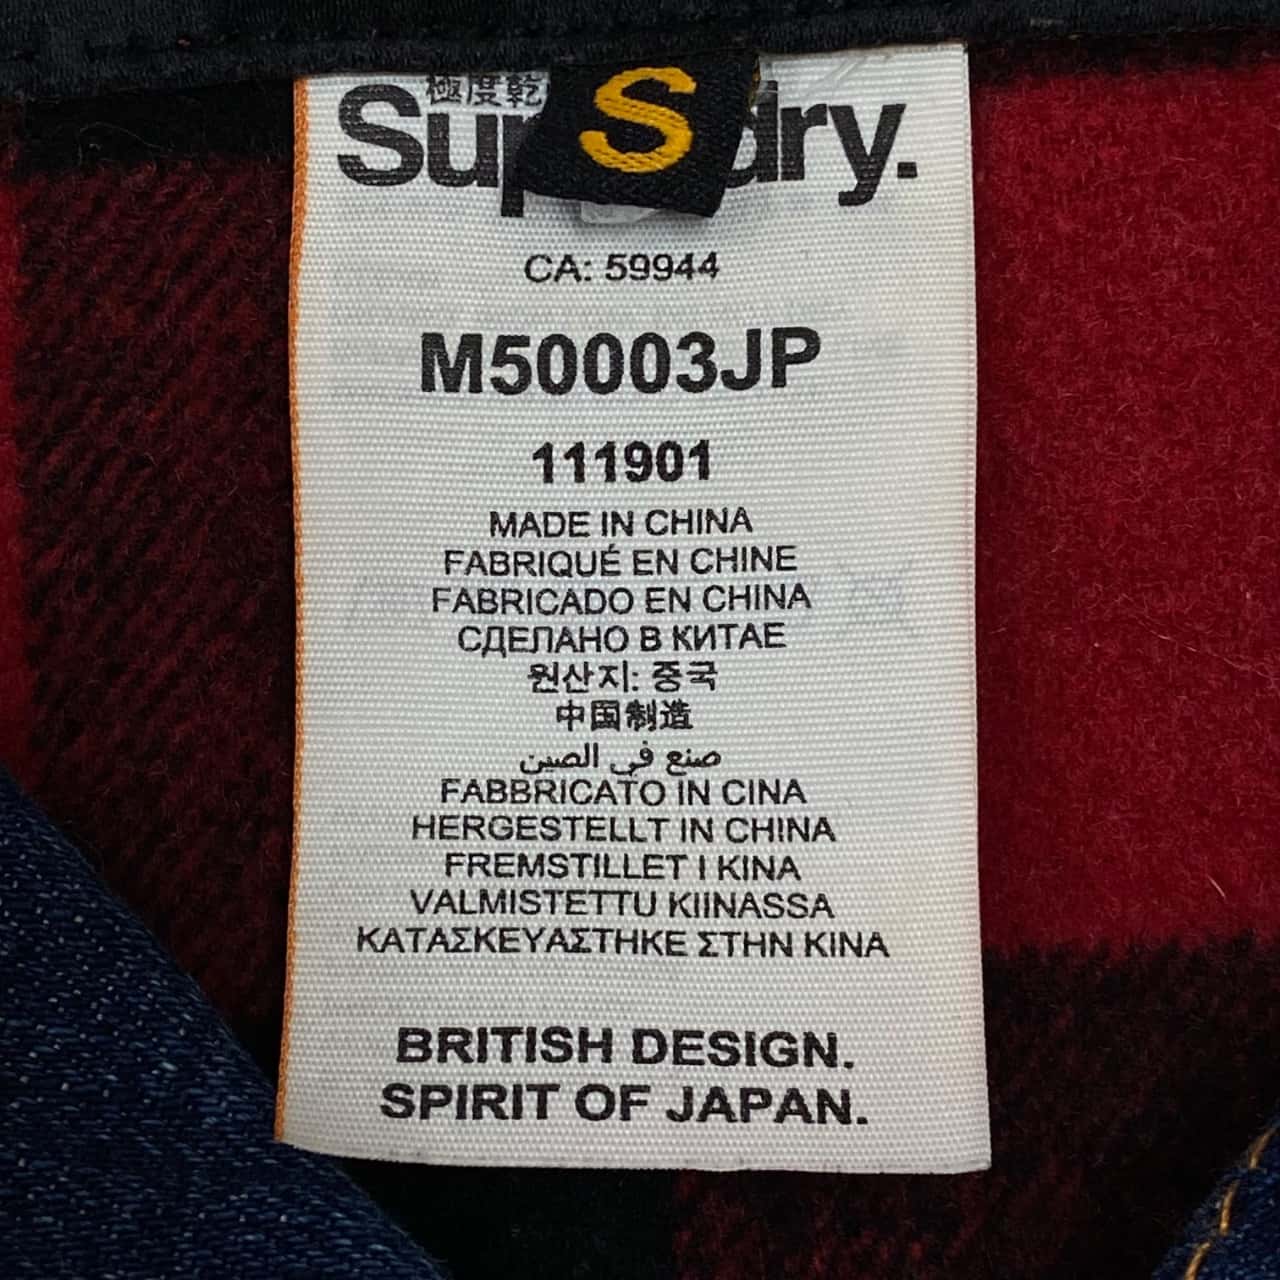 極度乾
S
Sup dry.
CA: 59944
M50003JP
111901
MADE IN CHINA
FABRIQUÉ EN CHINE
FABRICADO EN CHINA
СДЕЛАНО В КИТАЕ
원산지: 중국
中国制造
صنع في الصين
FABBRICATO IN CINA
HERGESTELLT IN CHINA
FREMSTILLET I KINA
VALMISTETTU KIINASSA
ΚΑΤΑΣΚΕΥΑΣΤΗΚΕ ΣΤΗΝ ΚΙΝΑ
BRITISH DESIGN.
SPIRIT OF JAPAN.